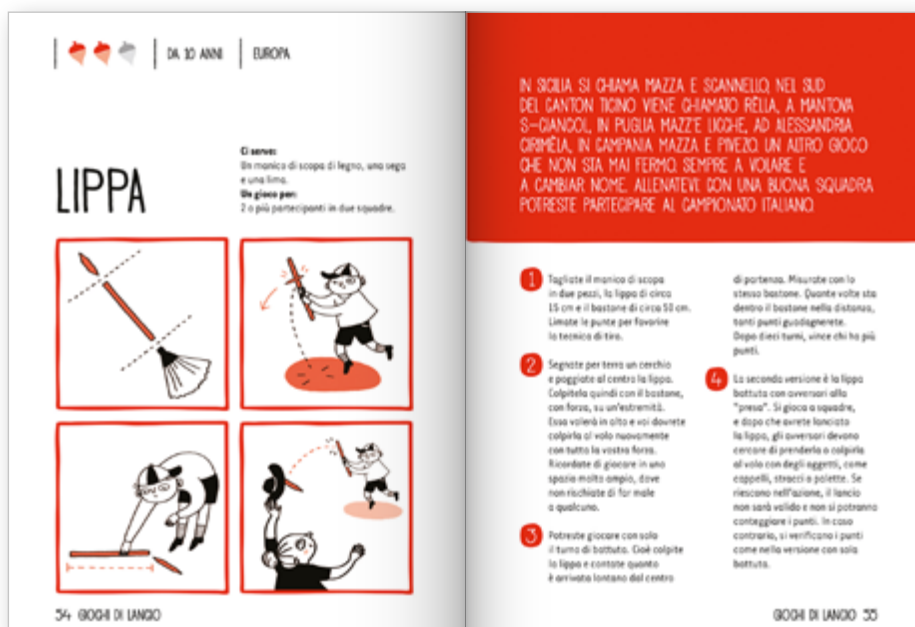 DA 10 ANNI
EUROPA
LIPPA
Ci serve:
Un manico di scopa di legno, una sega
e una lima.
Un gioco per:
2 o più partecipanti in due squadre.
54 GIOCHI DI LANCIO
IN SICILIA SI CHIAMA MAZZA E SCANNELLO, NEL SUD
DEL CANTON TICINO VIENE CHIAMATO RÈLLA, A MANTOVA
S-CIANCOL, IN PUGLIA MAZZ'E LICCHE, AD ALESSANDRIA
CIRIMÈLA, IN CAMPANIA MAZZA E PIVEZO. UN ALTRO GIOCO
CHE NON STA MAI FERMO. SEMPRE A VOLARE E
A CAMBIAR NOME. ALLENATEVI: CON UNA BUONA SQUADRA
POTRESTE PARTECIPARE AL CAMPIONATO ITALIANO.
1
Tagliate il manico di scopa
in due pezzi, la lippa di circa
15 cm e il bastone di circa 50 cm.
Limate le punte per favorire
la tecnica di tiro.
2
Segnate per terra un cerchio
e poggiate al centro la lippa.
Colpitela quindi con il bastone,
con forza, su un'estremità.
Essa volerà in alto e voi dovrete
colpirla al volo nuovamente
con tutta la vostra forza.
Ricordate di giocare in uno
spazio molto ampio, dove
non rischiate di far male
a qualcuno.
3
Potreste giocare con solo
il turno di battuta. Cioè colpite
la lippa e contate quanto
è arrivata lontano dal centro
di partenza. Misurate con lo
stesso bastone. Quante volte sta
dentro il bastone nella distanza,
tanti punti guadagnerete.
Dopo dieci turni, vince chi ha più
punti.
4
La seconda versione è la lippa
battuta con avversari alla
"presa". Si gioca a squadre,
e dopo che avrete lanciato
la lippa, gli avversari devono
cercare di prenderla o colpirla
al volo con degli oggetti, come
cappelli, stracci o palette. Se
riescono nell'azione, il lancio
non sarà valido e non si potranno
conteggiare i punti. In caso
contrario, si verificano i punti
come nella versione con sola
battuta.
GIOCHI DI LANCIO 55